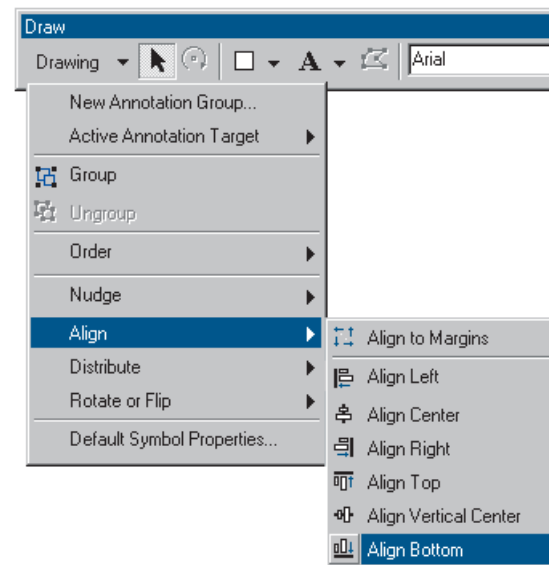 Draw
Drawing A Arial
New Annotation Group...
Active Annotation Target
Group
Ungroup
Order
Nudge
Align
Distribute
Rotate or Flip
Default Symbol Properties...
Align to Margins
Align Left
Align Center
Align Right
Align Top
Align Vertical Center
Align Bottom